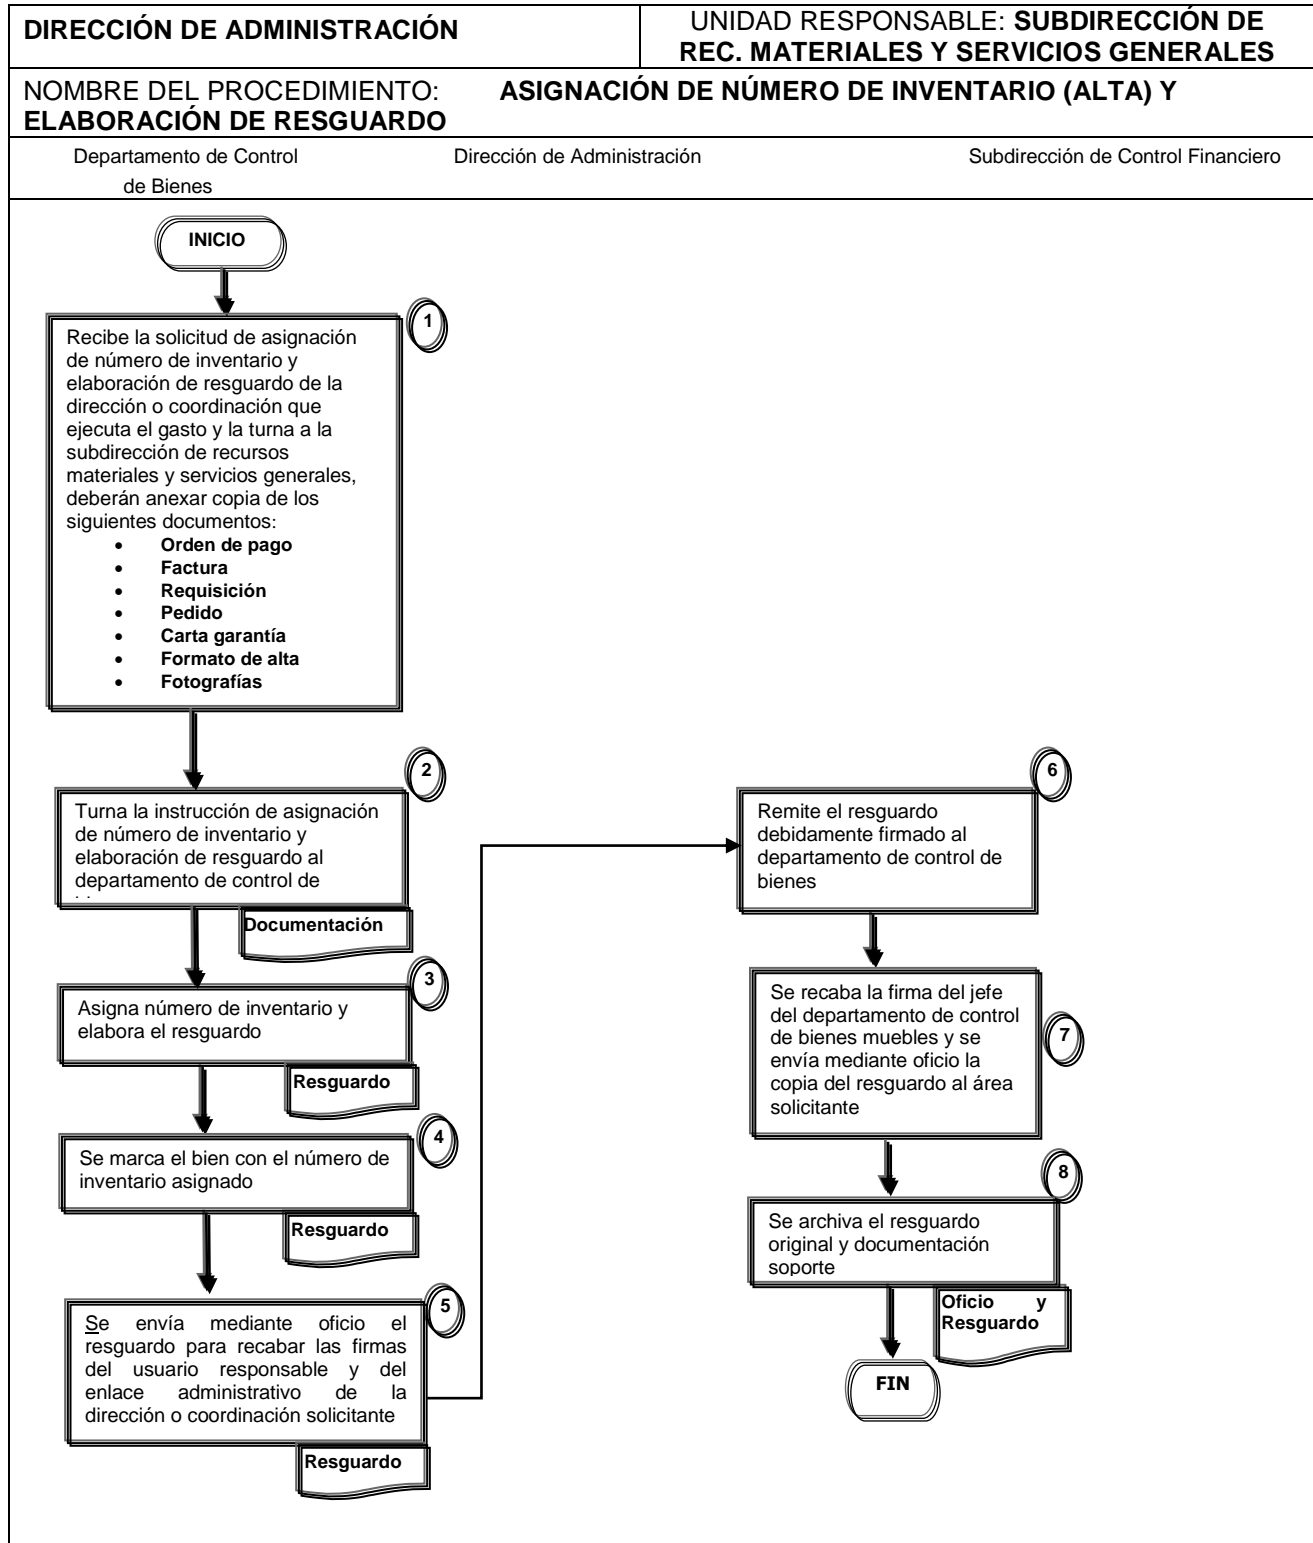 DIRECCIÓN DE ADMINISTRACIÓN
UNIDAD RESPONSABLE: SUBDIRECCIÓN DE
REC. MATERIALES Y SERVICIOS GENERALES
NOMBRE DEL PROCEDIMIENTO: ASIGNACIÓN DE NÚMERO DE INVENTARIO (ALTA) Y
ELABORACIÓN DE RESGUARDO
Departamento de Control
de Bienes
Dirección de Administración
Subdirección de Control Financiero
INICIO
1
Recibe la solicitud de asignación
de número de inventario y
elaboración de resguardo de la
dirección o coordinación que
ejecuta el gasto y la turna a la
subdirección de recursos
materiales y servicios generales,
deberán anexar copia de los
siguientes documentos:
• Orden de pago
• Factura
• Requisición
• Pedido
• Carta garantía
• Formato de alta
• Fotografías
2
Turna la instrucción de asignación
de número de inventario y
elaboración de resguardo al
departamento de control de
Documentación
3
Asigna número de inventario y
elabora el resguardo
Resguardo
4
Se marca el bien con el número de
inventario asignado
Resguardo
5
Se envía mediante oficio el
resguardo para recabar las firmas
del usuario responsable y del
enlace administrativo de la
dirección o coordinación solicitante
Resguardo
6
Remite el resguardo
debidamente firmado al
departamento de control de
bienes
7
Se recaba la firma del jefe
del departamento de control
de bienes muebles y se
envía mediante oficio la
copia del resguardo al área
solicitante
8
Se archiva el resguardo
original y documentación
soporte
Oficio y
Resguardo
FIN